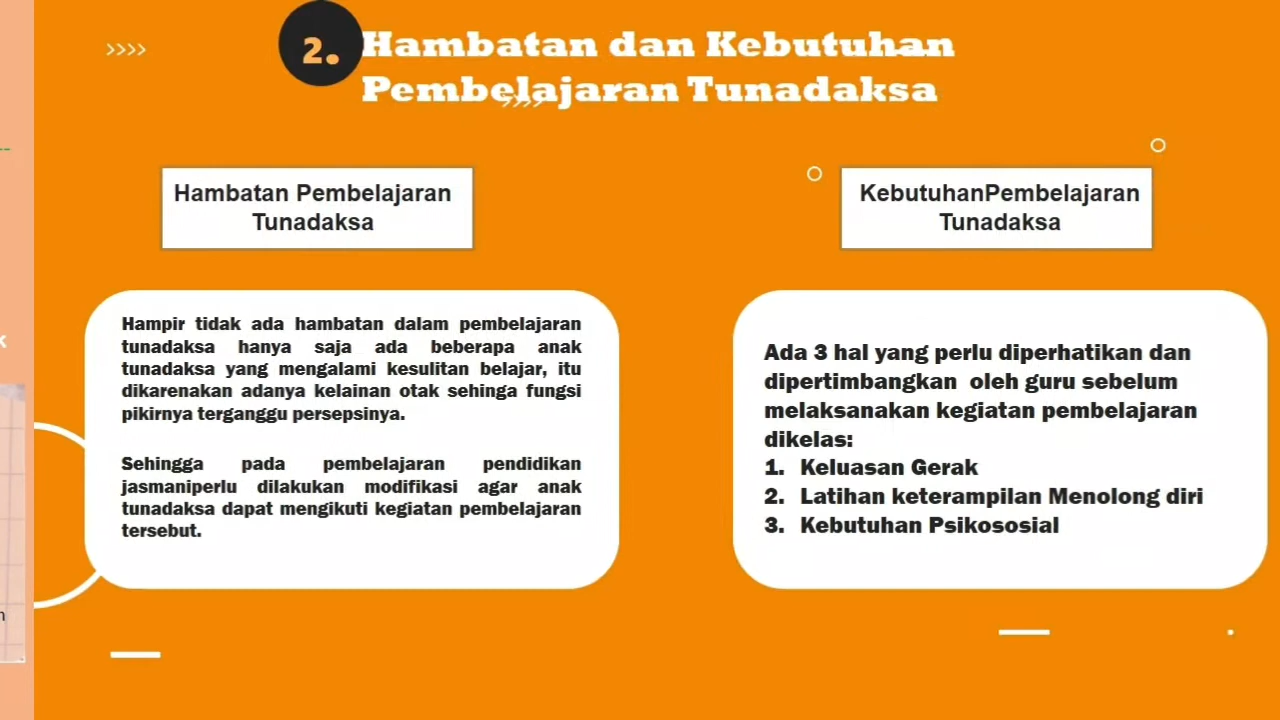 2.
Hambatan dan Kebutuhan
Pembelajaran Tunadaksa
Hambatan Pembelajaran
Tunadaksa
Hampir tidak ada hambatan dalam pembelajaran
tunadaksa hanya saja ada beberapa anak
tunadaksa yang mengalami kesulitan belajar, itu
dikarenakan adanya kelainan otak sehinga fungsi
pikirnya terganggu persepsinya.
Sehingga pada pembelajaran pendidikan
jasmaniperlu dilakukan modifikasi agar anak
tunadaksa dapat mengikuti kegiatan pembelajaran
tersebut.
KebutuhanPembelajaran
Tunadaksa
Ada 3 hal yang perlu diperhatikan dan
dipertimbangkan oleh guru sebelum
melaksanakan kegiatan pembelajaran
dikelas:
1. Keluasan Gerak
2. Latihan keterampilan Menolong diri
3. Kebutuhan Psikososial